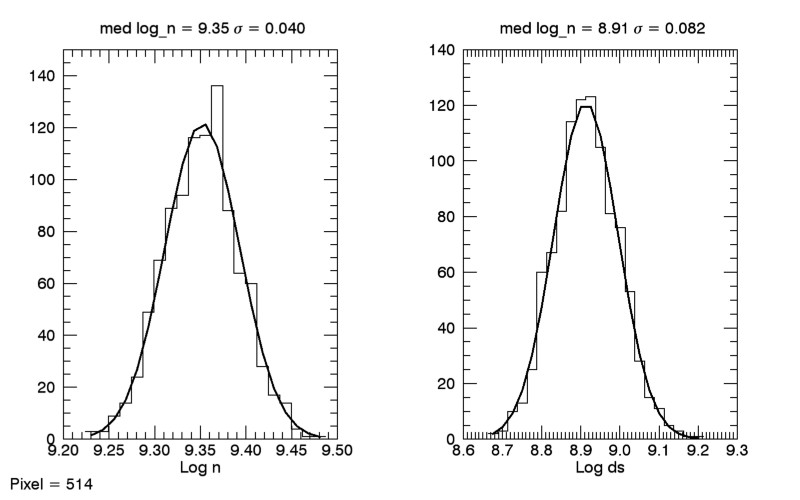 med log_n = 9.35 σ = 0.040
140
120
100
80
60
40
20
0
9.20 9.25 9.30 9.35 9.40 9.45 9.50
Log n
med log_n = 8.91 σ = 0.082
140
120
100
80
60
40
20
0
8.6 8.7 8.8 8.9 9.0 9.1 9.2 9.3
Log ds
Pixel = 514